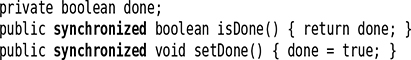 private boolean done;
public synchronized boolean isDone() { return done; }
public synchronized void setDone() { done = true; }